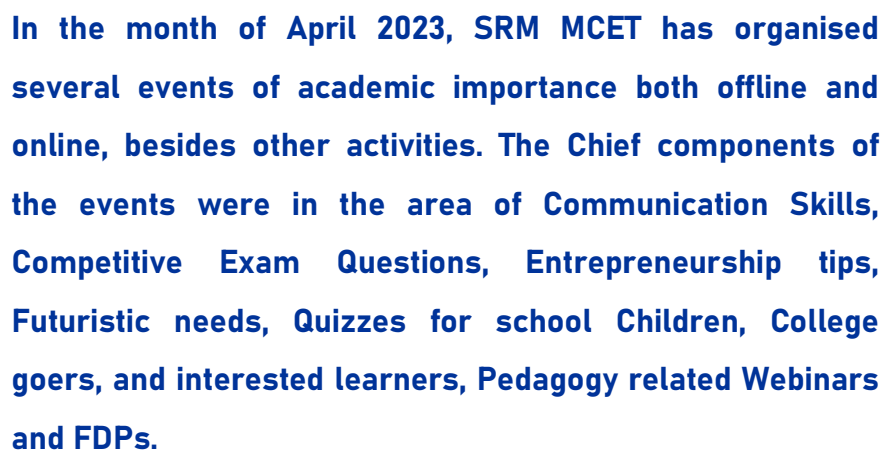 In the month of April 2023, SRM MCET has organised
several events of academic importance both offline and
online, besides other activities. The Chief components of
the events were in the area of Communication Skills,
Competitive Exam Questions, Entrepreneurship tips,
Futuristic needs, Quizzes for school Children, College
goers, and interested learners, Pedagogy related Webinars
and FDPs.